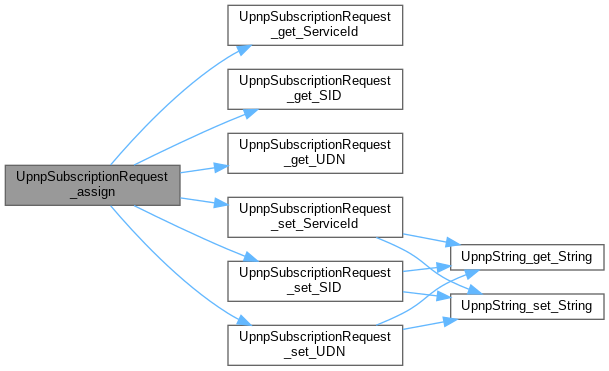 UpnpSubscriptionRequest
_assign
UpnpSubscriptionRequest
_get_ServiceId
UpnpSubscriptionRequest
_get_SID
UpnpSubscriptionRequest
_get_UDN
UpnpSubscriptionRequest
_set_ServiceId
UpnpSubscriptionRequest
_set_SID
UpnpSubscriptionRequest
_set_UDN
UpnpString_get_String
UpnpString_set_String